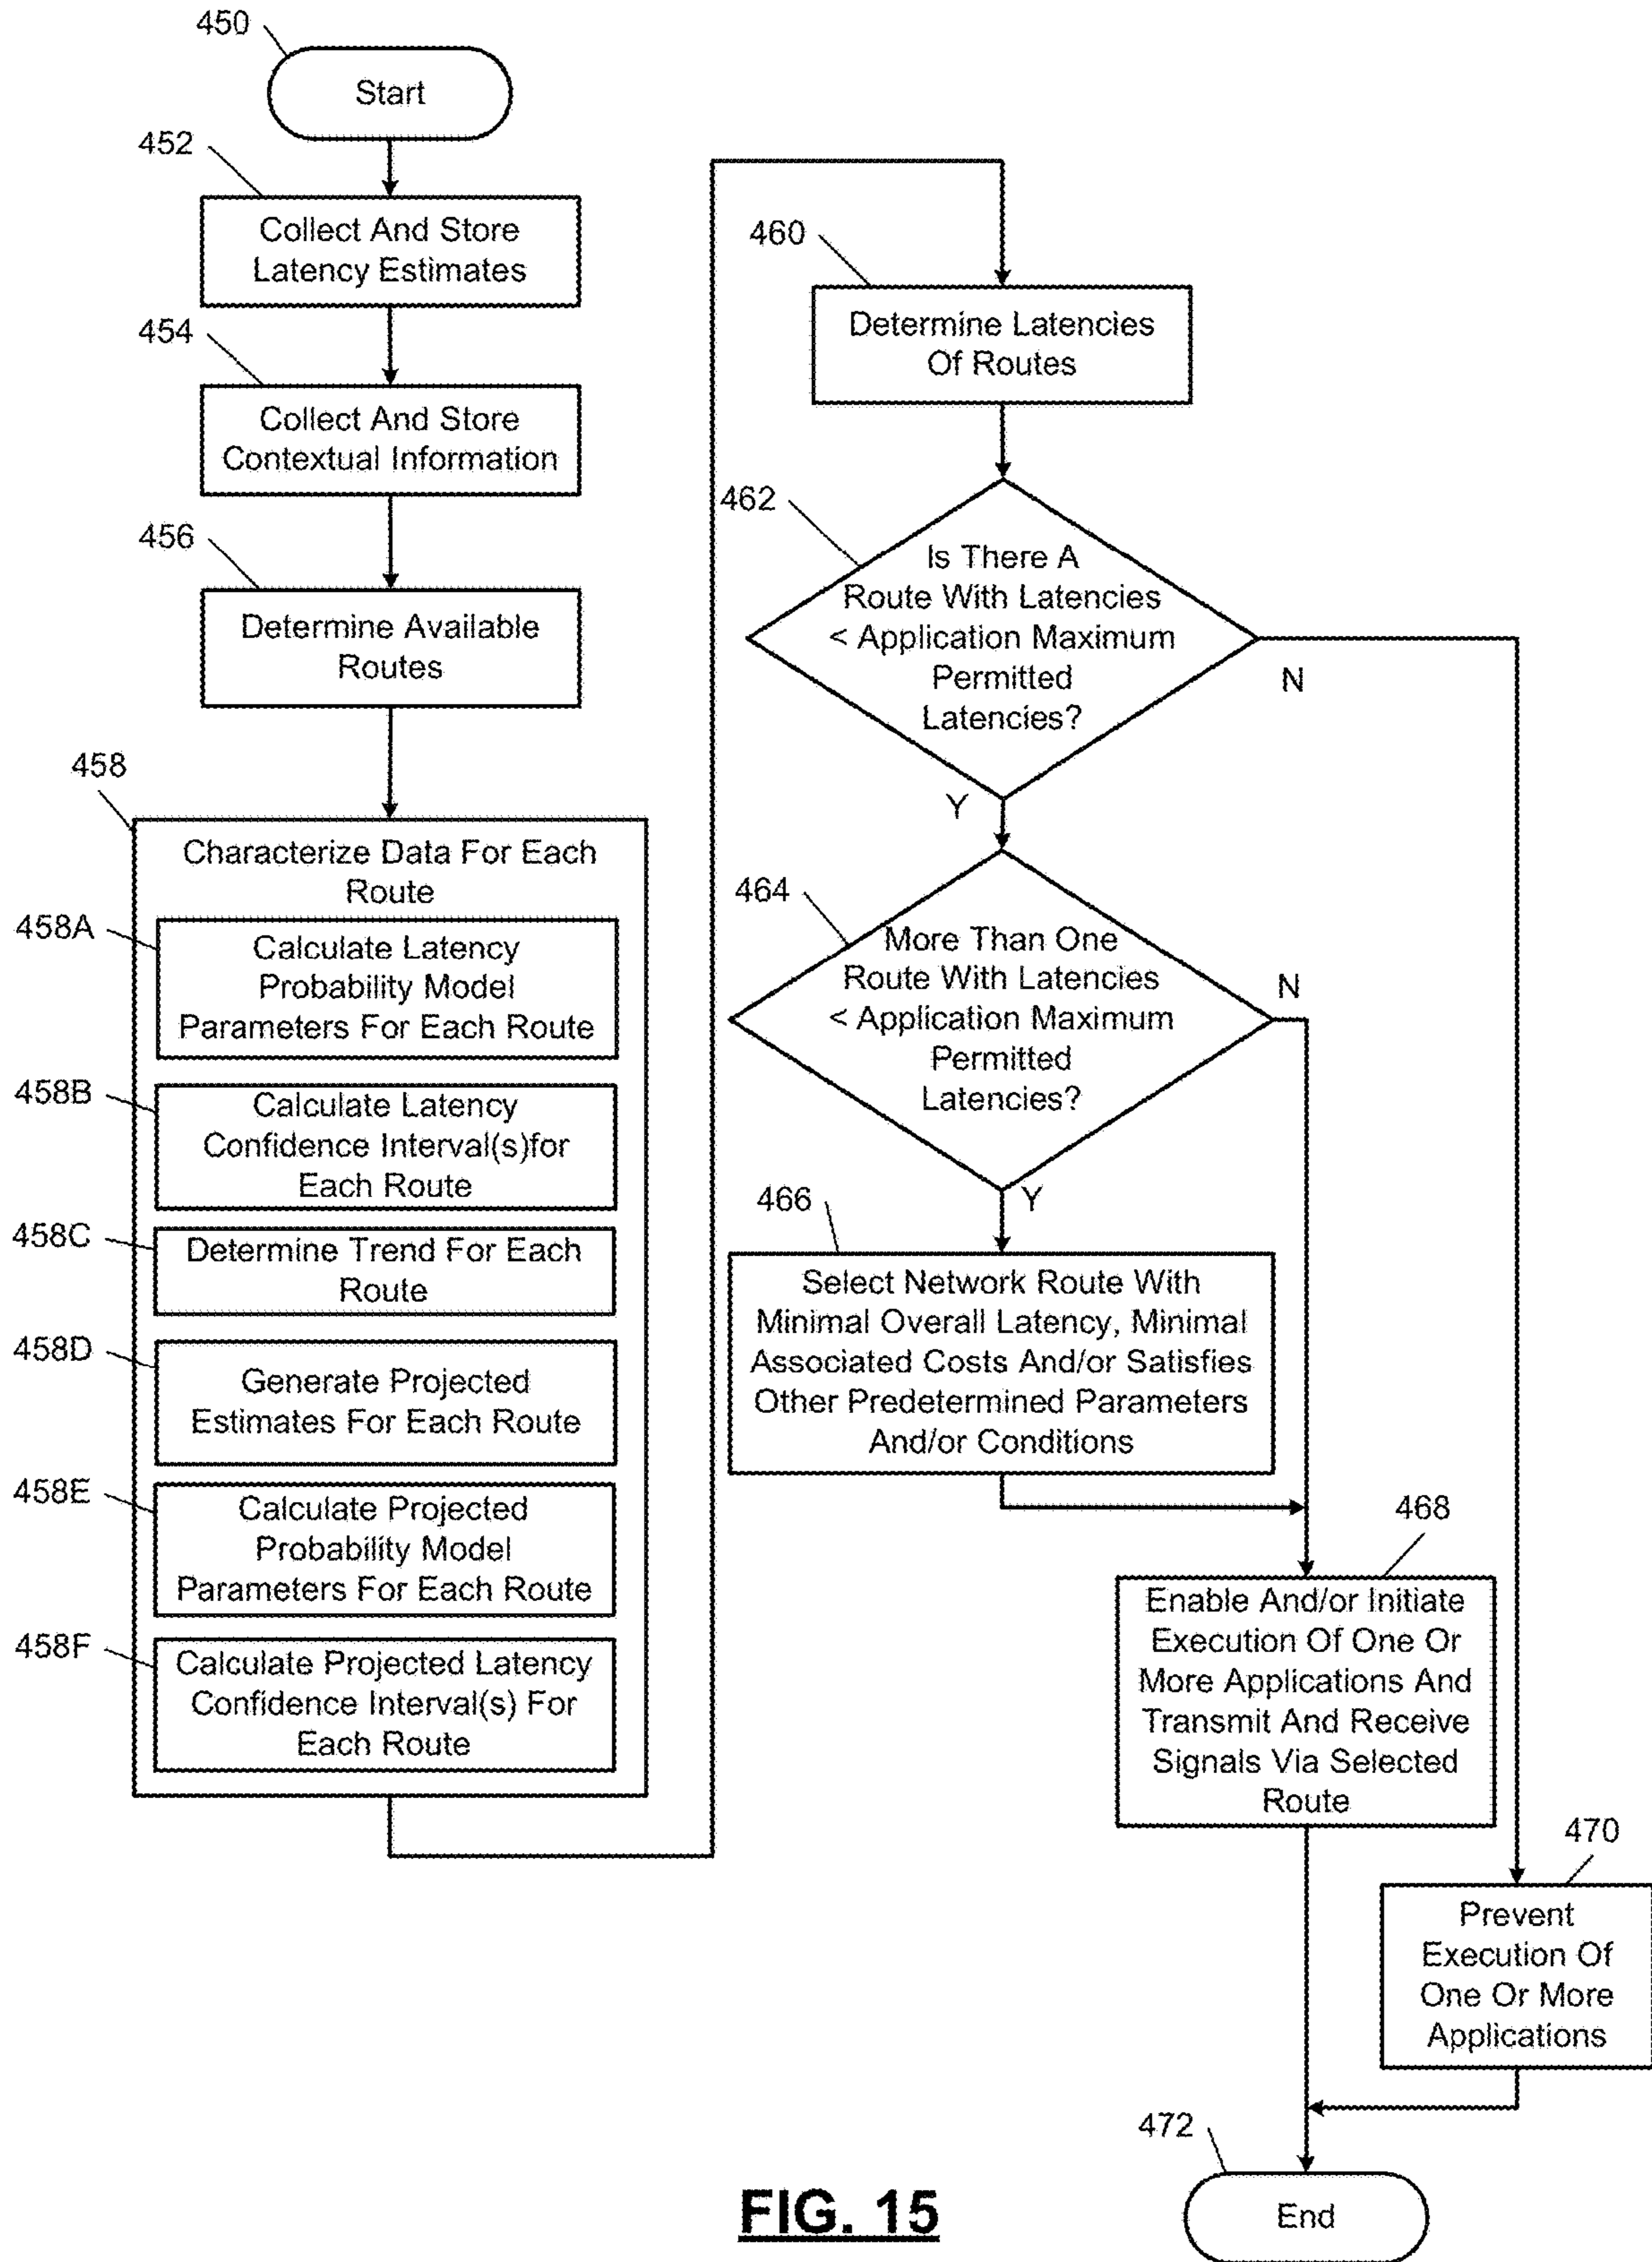 450
Start
452
Collect And Store
Latency Estimates
454
Collect And Store
Contextual Information
456
Determine Available
Routes
458
Characterize Data For Each
Route
458A
Calculate Latency
Probability Model
Parameters For Each Route
458B
Calculate Latency
Confidence Interval(s)for
Each Route
458C
Determine Trend For Each
Route
458D
Generate Projected
Estimates For Each Route
458E
Calculate Projected
Probability Model
Parameters For Each Route
458F
Calculate Projected Latency
Confidence Interval(s) For
Each Route
460
Determine Latencies
Of Routes
462
Is There A
Route With Latencies
< Application Maximum
Permitted
Latencies?
N
Y
464
More Than One
Route With Latencies
< Application Maximum
Permitted
Latencies?
N
Y
466
Select Network Route With
Minimal Overall Latency, Minimal
Associated Costs And/or Satisfies
Other Predetermined Parameters
And/or Conditions
468
Enable And/or Initiate
Execution Of One Or
More Applications And
Transmit And Receive
Signals Via Selected
Route
470
Prevent
Execution Of
One Or More
Applications
472
End
FIG. 15